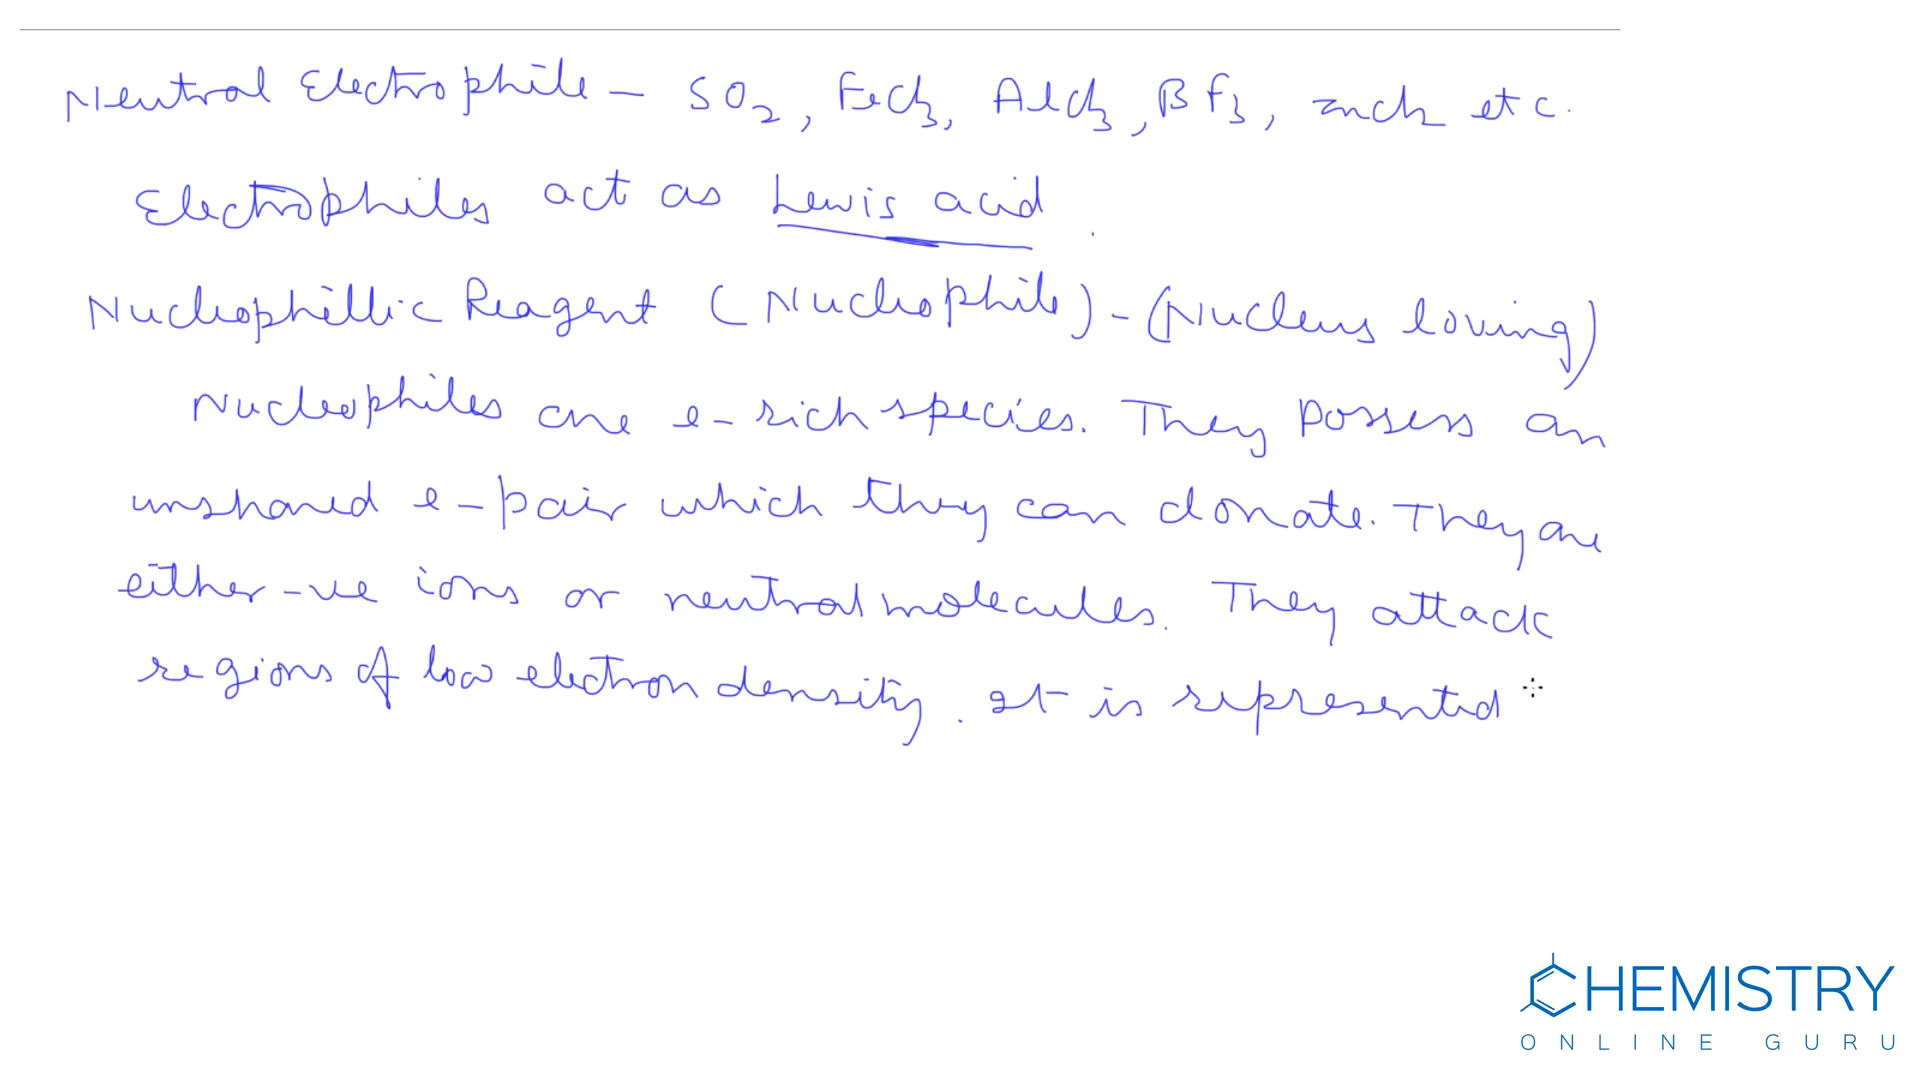 Neutral Electrophile - SO2, FeCl3, AlCl3, BF3, ZnCl2 etc.
Electrophiles act as Lewis acid.
Nucleophillic Reagent (Nucleophile) - (Nucleus loving)
Nucleophiles are e-rich species. They possess an
unshared e-pair which they can donate. They are
either -ve ions or neutral molecules. They attack
regions of low electron density. It is represented
CHEMISTRY
ONLINE GURU